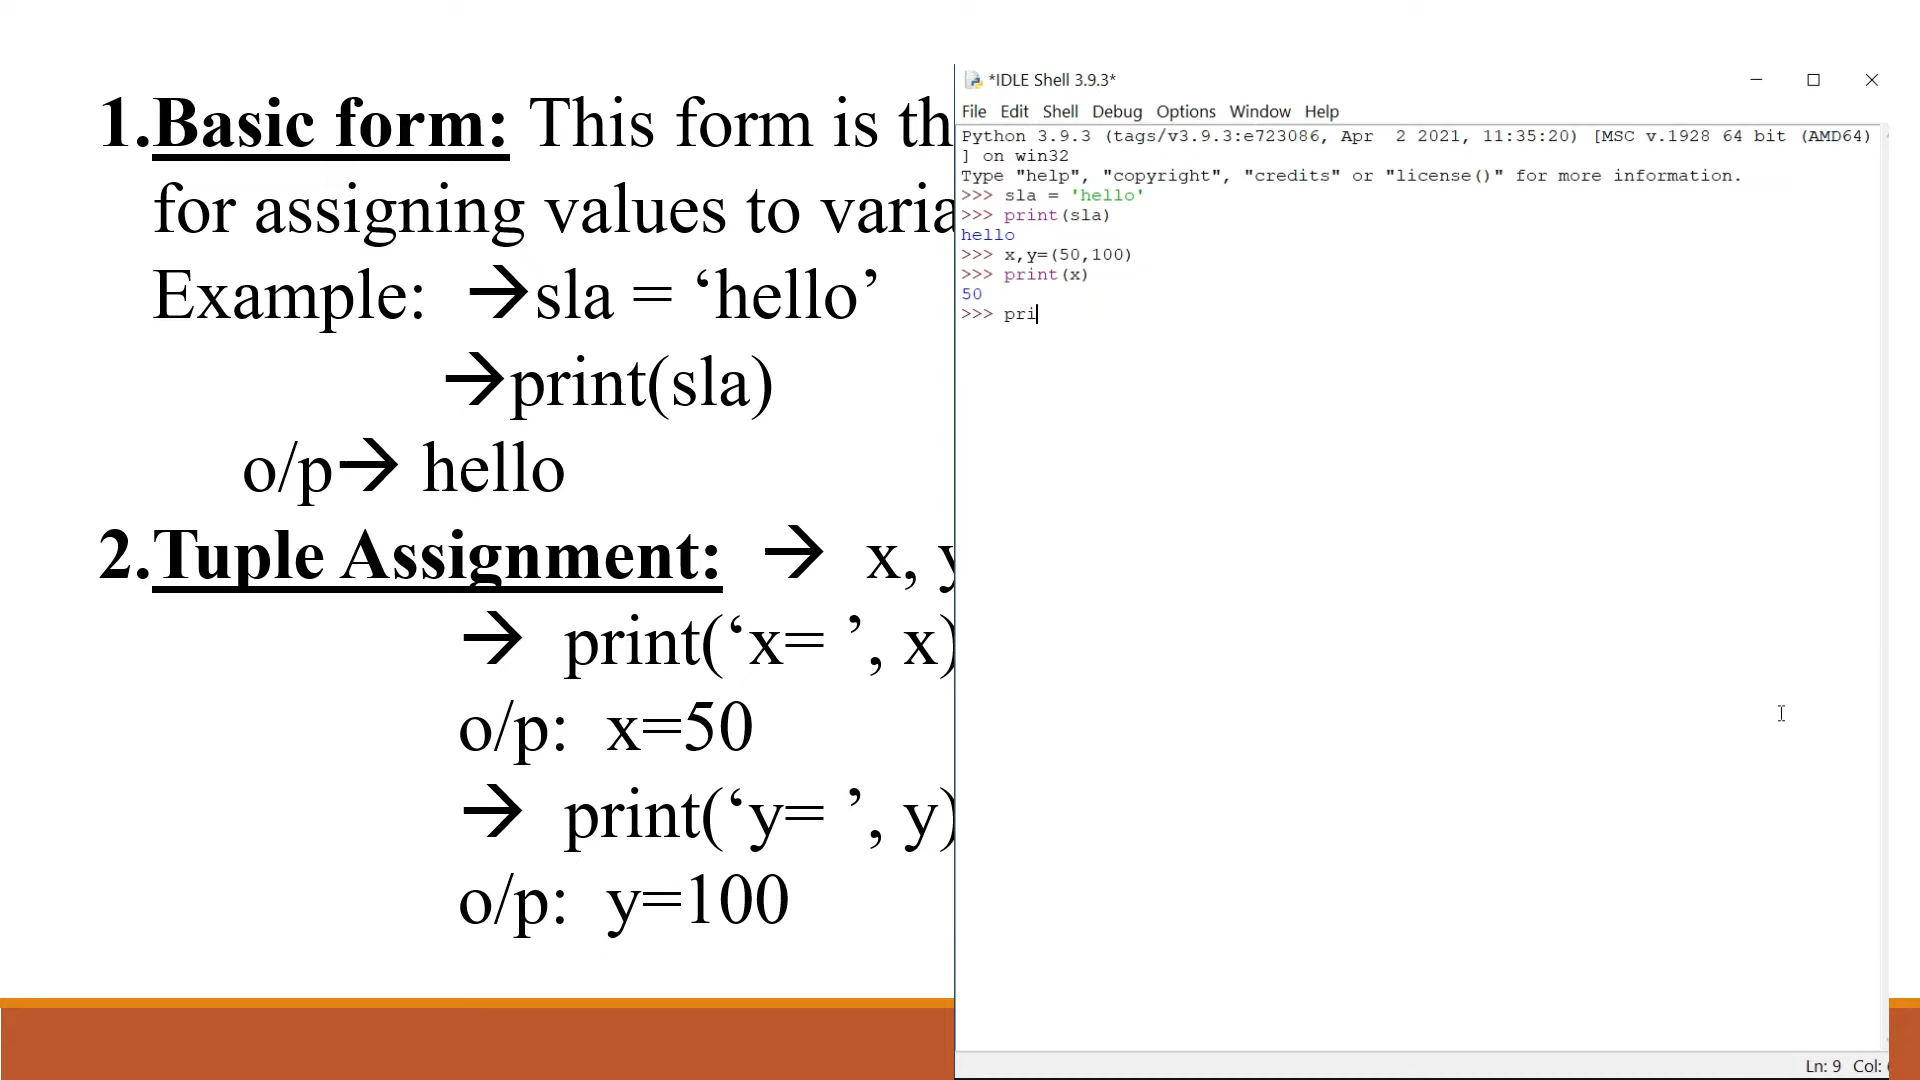 1.Basic form: This form is th
for assigning values to varia
Example: →sla = ‘hello’
→print(sla)
o/p→ hello
2.Tuple Assignment: → x, y
→ print(‘x= ’, x)
o/p: x=50
→ print(‘y= ’, y)
o/p: y=100
*IDLE Shell 3.9.3*
File Edit Shell Debug Options Window Help
Python 3.9.3 (tags/v3.9.3:e723086, Apr  2 2021, 11:35:20) [MSC v.1928 64 bit (AMD64)
] on win32
Type "help", "copyright", "credits" or "license()" for more information.
>>> sla = 'hello'
>>> print(sla)
hello
>>> x,y=(50,100)
>>> print(x)
50
>>> pri
Ln: 9 Col: